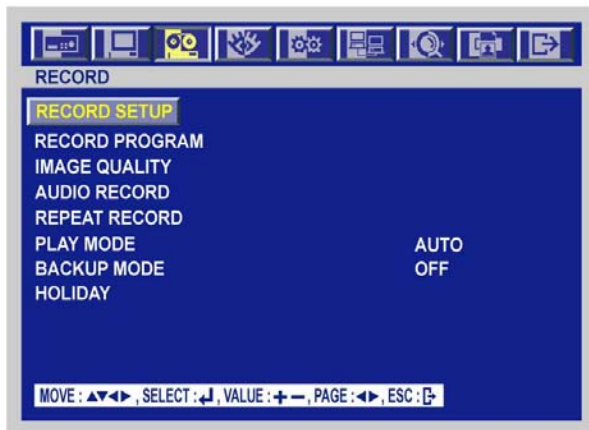 RECORD
RECORD SETUP
RECORD PROGRAM
IMAGE QUALITY
AUDIO RECORD
REPEAT RECORD
PLAY MODE AUTO
BACKUP MODE OFF
HOLIDAY
MOVE : ▲▼◀▶ , SELECT : ↲ , VALUE : + − , PAGE : ◀▶ , ESC :